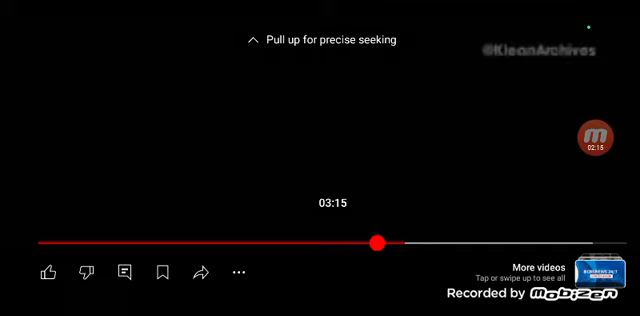 Pull up for precise seeking
@KleanArchives
02:15
03:15
More videos
Tap or swipe up to see all
Recorded by mobizen